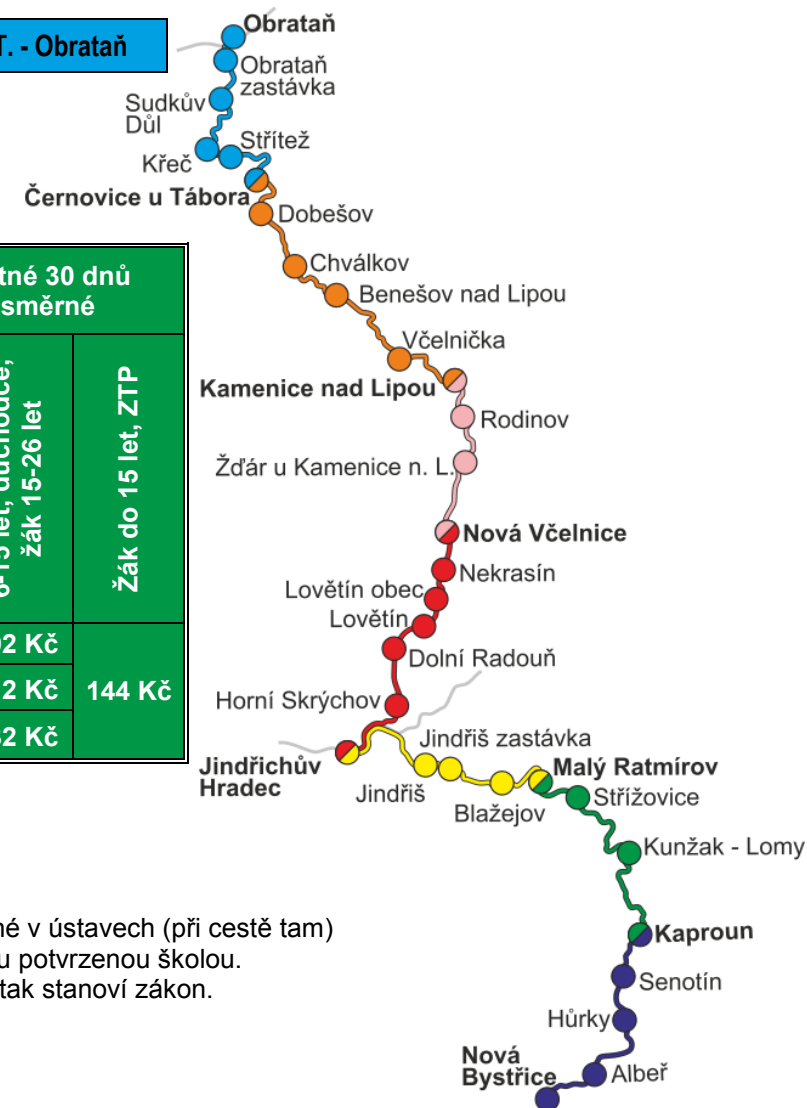 T. - Obrataň
Obrataň
Obrataň
zastávka
Sudkův
Důl
Střítež
Křeč
Černovice u Tábora
Dobešov
Chválkov
Benešov nad Lipou
Včelnička
Kamenice nad Lipou
Rodinov
Žďár u Kamenice n. L.
Nová Včelnice
Nekrasín
Lovětín obec
Lovětín
Dolní Radouň
Horní Skrýchov
Jindřichův
Hradec
Jindřiš zastávka
Jindřiš
Malý Ratmírov
Blažejov
Střížovice
Kunžak - Lomy
Kaproun
Senotín
Hůrky
Albeř
Nová
Bystřice
tné 30 dnů
směrné
6-15 let, důchodce,
žák 15-26 let
Žák do 15 let, ZTP
2 Kč
2 Kč
2 Kč
144 Kč
né v ústavech (při cestě tam)
u potvrzenou školou.
tak stanoví zákon.